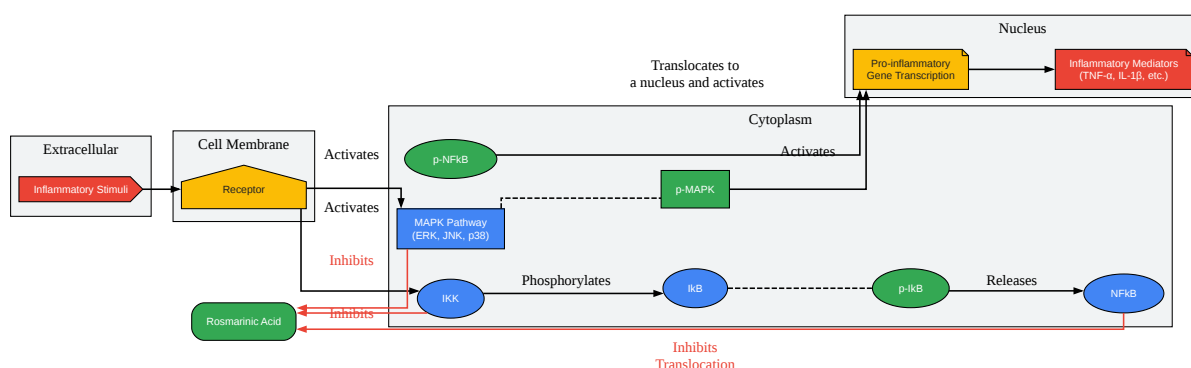 Nucleus
Pro-inflammatory
Gene Transcription
Inflammatory Mediators
(TNF-α, IL-1β, etc.)
Translocates to
a nucleus and activates
Cytoplasm
Extracellular
Cell Membrane
Activates
p-NFkB
Activates
Inflammatory Stimuli
Receptor
p-MAPK
Activates
MAPK Pathway
(ERK, JNK, p38)
Inhibits
IKK
Phosphorylates
IkB
p-IkB
Releases
NFkB
Rosmarinic Acid
Inhibits
Inhibits
Translocation